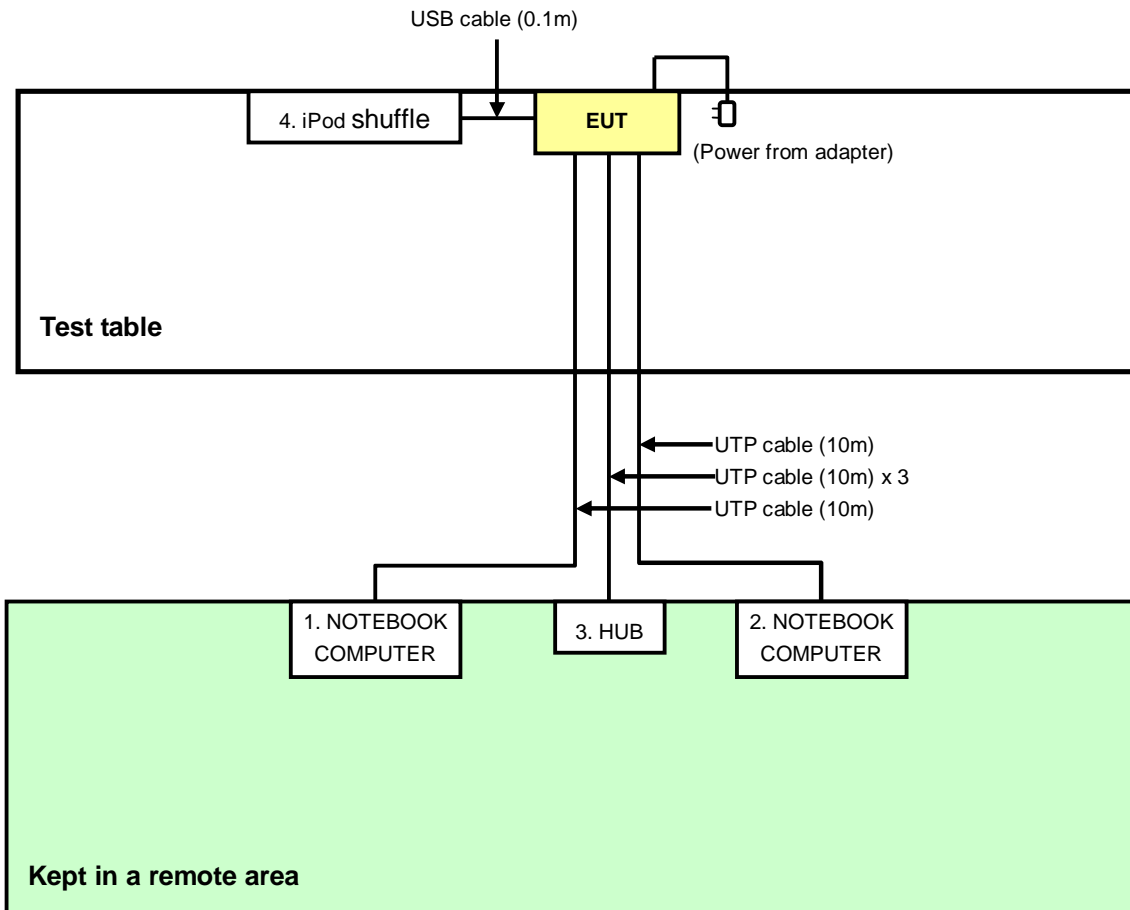 USB cable (0.1m)
4. iPod shuffle
EUT
(Power from adapter)
Test table
UTP cable (10m)
UTP cable (10m) x 3
UTP cable (10m)
1. NOTEBOOK
COMPUTER
3. HUB
2. NOTEBOOK
COMPUTER
Kept in a remote area